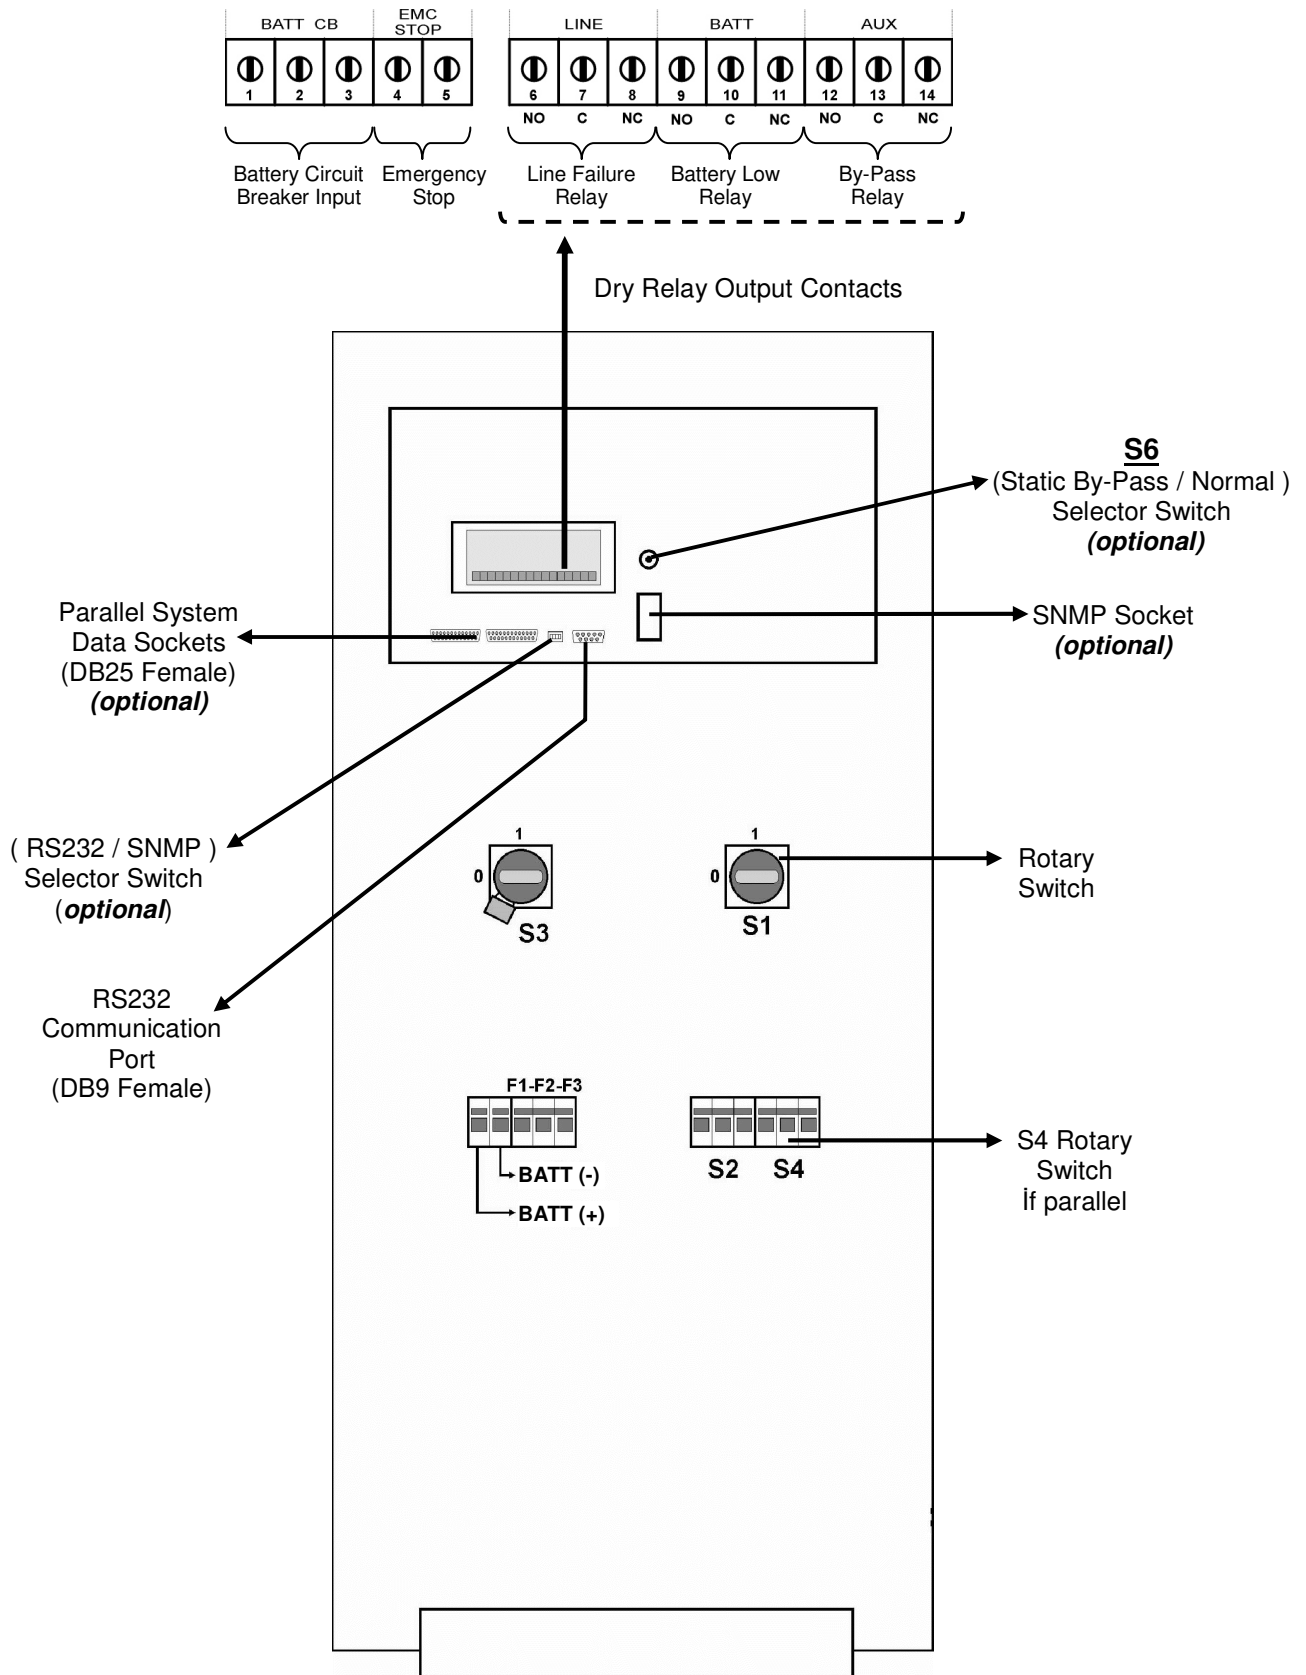 BATT CB
EMC
STOP
LINE
BATT
AUX
1 2 3 4 5 6 7 8 9 10 11 12 13 14
NO C NC NO C NC NO C NC
Battery Circuit
Breaker Input
Emergency
Stop
Line Failure
Relay
Battery Low
Relay
By-Pass
Relay
Dry Relay Output Contacts
S6
(Static By-Pass / Normal )
Selector Switch
(optional)
Parallel System
Data Sockets
(DB25 Female)
(optional)
SNMP Socket
(optional)
( RS232 / SNMP )
Selector Switch
(optional)
1
0
S3
1
0
S1
Rotary
Switch
RS232
Communication
Port
(DB9 Female)
F1-F2-F3
BATT (-)
BATT (+)
S2
S4
S4 Rotary
Switch
İf parallel